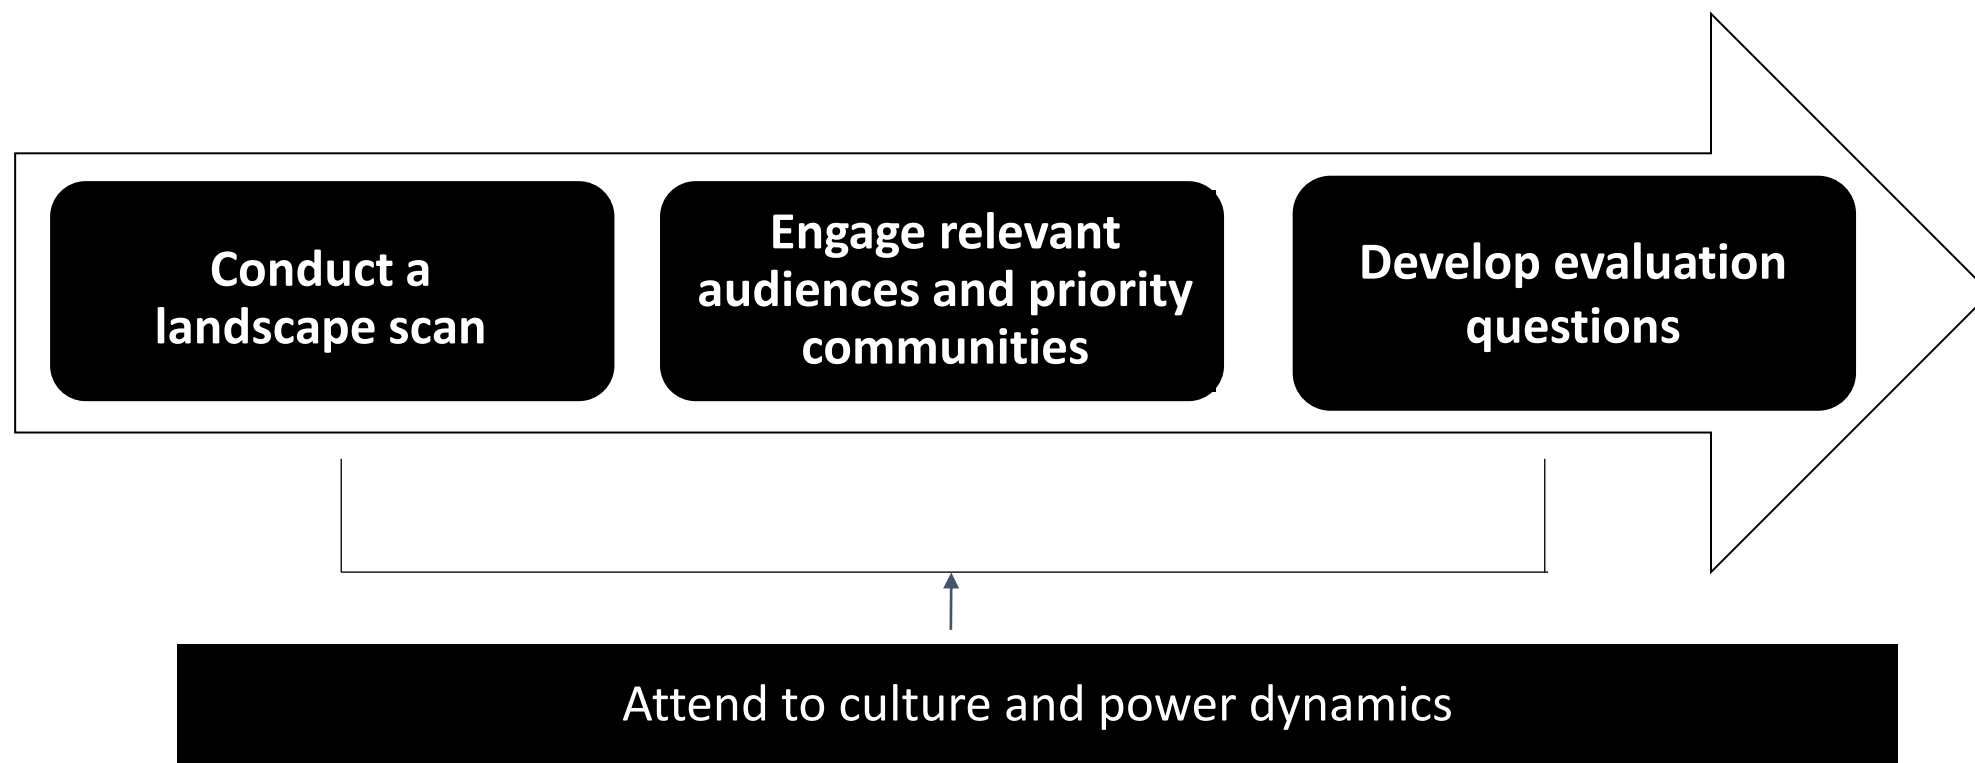 Conduct a
landscape scan
Engage relevant
audiences and priority
communities
Develop evaluation
questions
Attend to culture and power dynamics